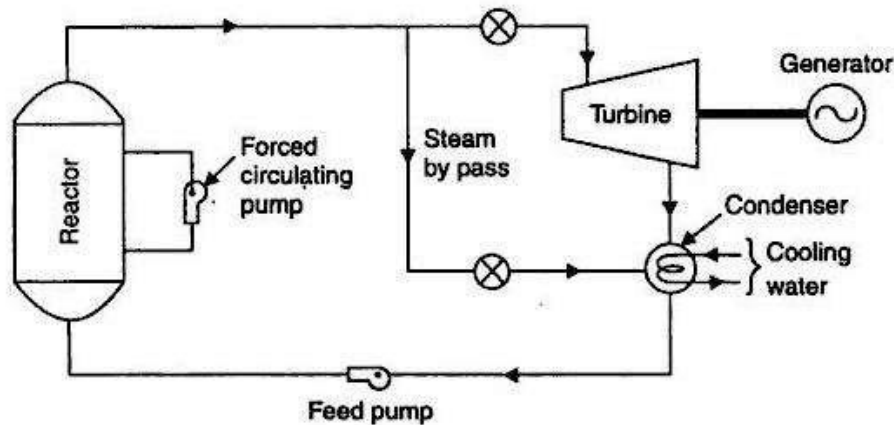 Generator
Turbine
Steam
by pass
Forced
circulating
pump
Reactor
Condenser
Cooling
water
Feed pump